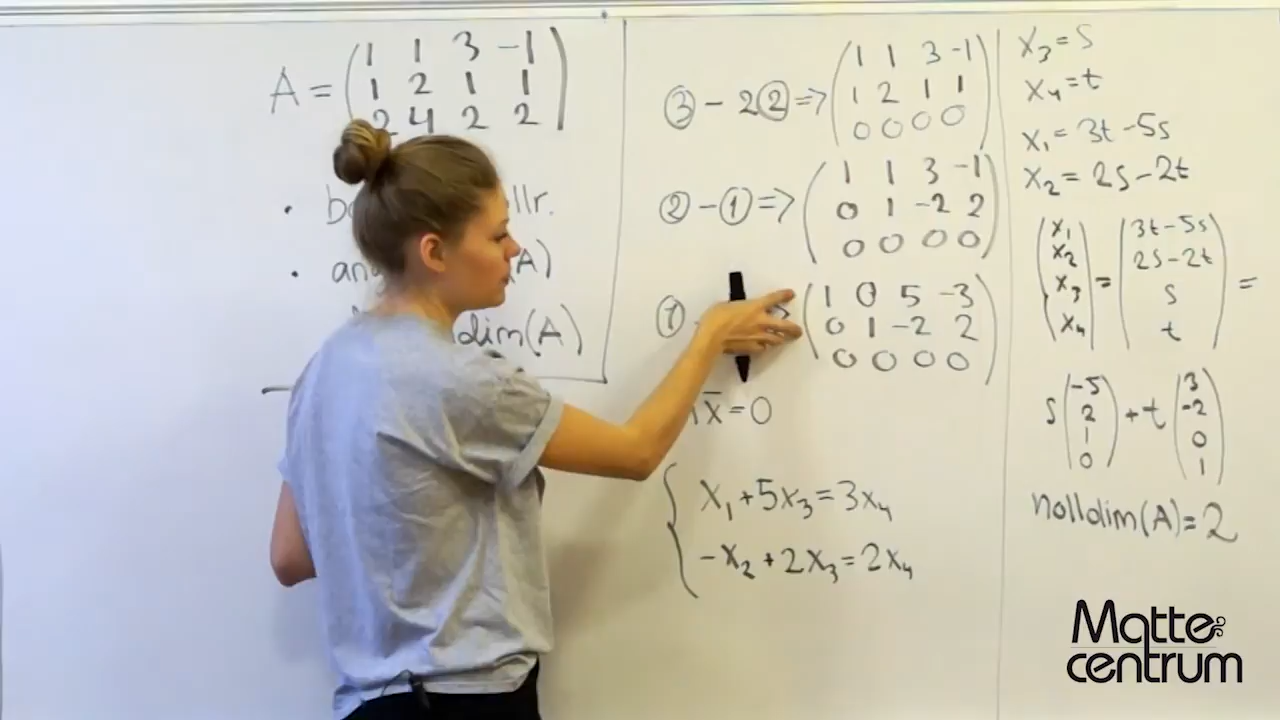 A = ( 1 1 3 -1
1 2 1 1
2 4 2 2 )
• llr.
• (A)
dim(A)
③ - 2② => ( 1 1 3 -1
1 2 1 1
0 0 0 0 )
② - ① => ( 1 1 3 -1
0 1 -2 2
0 0 0 0 )
① ( 1 0 5 -3
0 1 -2 2
0 0 0 0 )
x̄ = 0
{ x₁ + 5x₃ = 3x₄
-x₂ + 2x₃ = 2x₄
x₃ = s
x₄ = t
x₁ = 3t - 5s
x₂ = 2s - 2t
( x₁ x₂ x₃ x₄ ) = ( 3t - 5s 2s - 2t s t ) =
s ( -5 2 1 0 ) + t ( 3 -2 0 1 )
nolldim(A) = 2
Matte
centrum